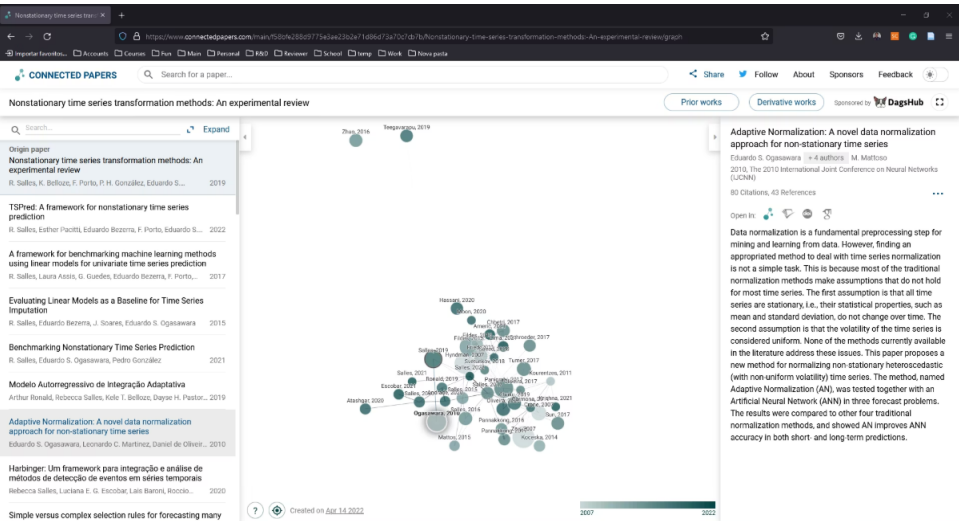 Nonstationary time series trans
https://www.connectedpapers.com/main/
Importar favoritos... Accounts Courses Fun Main Personal R&D Reviewer School temp Work Nova pasta
CONNECTED PAPERS Search for a paper... Share Follow About Sponsors Feedback
Nonstationary time series transformation methods: An experimental review Prior works Derivative works Sponsored by DagsHub
Search... Expand
Origin paper
Nonstationary time series transformation methods: An
experimental review
R. Salles, K. Belloze, F. Porto, P. H. González, Eduardo S.... 2019
TSPred: A framework for nonstationary time series
prediction
R. Salles, Esther Pacitti, Eduardo Bezerra, F. Porto, Eduardo S... 2022
A framework for benchmarking machine learning methods
using linear models for univariate time series prediction
R. Salles, Laura Assis, G. Guedes, Eduardo Bezerra, F. Porto,... 2017
Evaluating Linear Models as a Baseline for Time Series
Imputation
R. Salles, Eduardo Bezerra, J. Soares, Eduardo S. Ogasawara 2015
Benchmarking Nonstationary Time Series Prediction
R. Salles, Eduardo S. Ogasawara, Pedro González 2021
Modelo Autorregressivo de Integração Adaptativa
Arthur Ronald, Rebecca Salles, Kele T. Belloze, Dayse H. Pastor... 2019
Adaptive Normalization: A novel data normalization
approach for non-stationary time series
Eduardo S. Ogasawara, Leonardo C. Martinez, Daniel de Oliveir... 2010
Harbinger: Um framework para integração e análise de
métodos de detecção de eventos em séries temporais
Rebecca Salles, Luciana E. G. Escobar, Lais Baroni, Roccio... 2020
Simple versus complex selection rules for forecasting many
Zhao, 2016
Teegavarapu, 2019
Hassani, 2020
Salles, 2019
Tumer, 2017
Kourentzes, 2011
Salles, 2021
Ronald, 2019
Escobar, 2021
Atashgar, 2020
Ogasawara, 2010
Salles, 2016
Krishna, 2021
Sun, 2017
Pannakkong, 2016
Mattos, 2015
Kuceska, 2014
? Created on Apr 14 2022
2007 2022
Adaptive Normalization: A novel data normalization
approach for non-stationary time series
Eduardo S. Ogasawara + 4 authors M. Mattoso
2010, The 2010 International Joint Conference on Neural Networks
(IJCNN)
80 Citations, 43 References
Open in:
Data normalization is a fundamental preprocessing step for
mining and learning from data. However, finding an
appropriated method to deal with time series normalization
is not a simple task. This is because most of the traditional
normalization methods make assumptions that do not hold
for most time series. The first assumption is that all time
series are stationary, i.e., their statistical properties, such as
mean and standard deviation, do not change over time. The
second assumption is that the volatility of the time series is
considered uniform. None of the methods currently available
in the literature address these issues. This paper proposes a
new method for normalizing non-stationary heteroscedastic
(with non-uniform volatility) time series. The method, named
Adaptive Normalization (AN), was tested together with an
Artificial Neural Network (ANN) in three forecast problems.
The results were compared to other four traditional
normalization methods, and showed AN improves ANN
accuracy in both short- and long-term predictions.